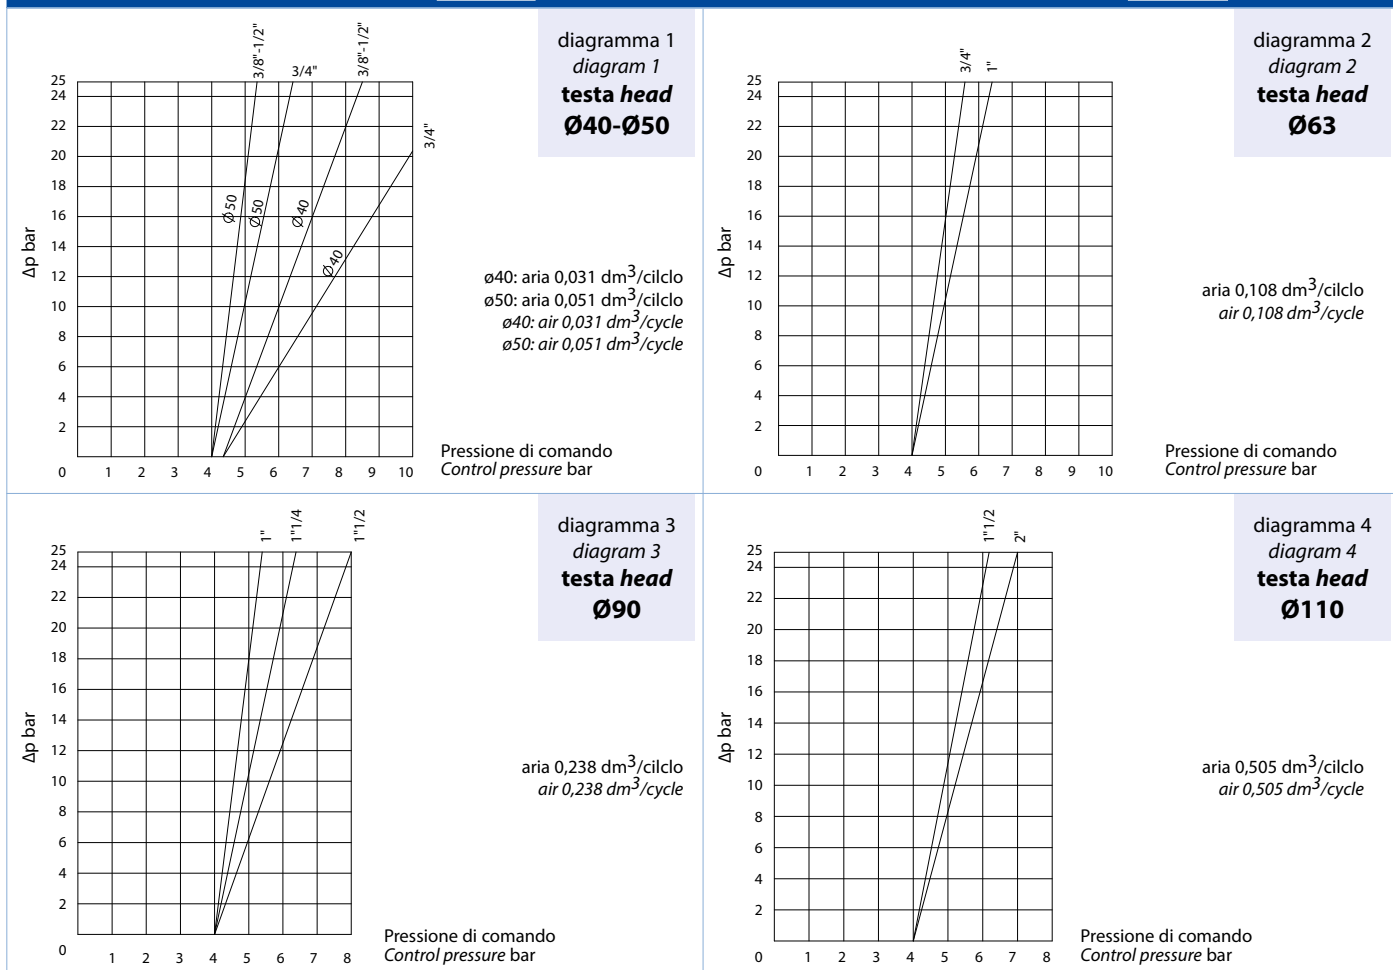 diagramma 1
diagram 1
testa head
Ø40-Ø50
3/8"-1/2"
3/4"
3/8"-1/2"
3/4"
25
24
22
20
18
16
14
12
10
8
6
4
2
0
Δp bar
Ø50
Ø50
Ø40
Ø40
1 2 3 4 5 6 7 8 9 10
ø40: aria 0,031 dm³/cilclo
ø50: aria 0,051 dm³/cilclo
ø40: air 0,031 dm³/cycle
ø50: air 0,051 dm³/cycle
Pressione di comando
Control pressure bar
diagramma 2
diagram 2
testa head
Ø63
3/4"
1"
25
24
22
20
18
16
14
12
10
8
6
4
2
0
Δp bar
1 2 3 4 5 6 7 8 9 10
aria 0,108 dm³/cilclo
air 0,108 dm³/cycle
Pressione di comando
Control pressure bar
diagramma 3
diagram 3
testa head
Ø90
1"
1"1/4
1"1/2
25
24
22
20
18
16
14
12
10
8
6
4
2
0
Δp bar
1 2 3 4 5 6 7 8
aria 0,238 dm³/cilclo
air 0,238 dm³/cycle
Pressione di comando
Control pressure bar
diagramma 4
diagram 4
testa head
Ø110
1"1/2
2"
25
24
22
20
18
16
14
12
10
8
6
4
2
0
Δp bar
1 2 3 4 5 6 7 8
aria 0,505 dm³/cilclo
air 0,505 dm³/cycle
Pressione di comando
Control pressure bar